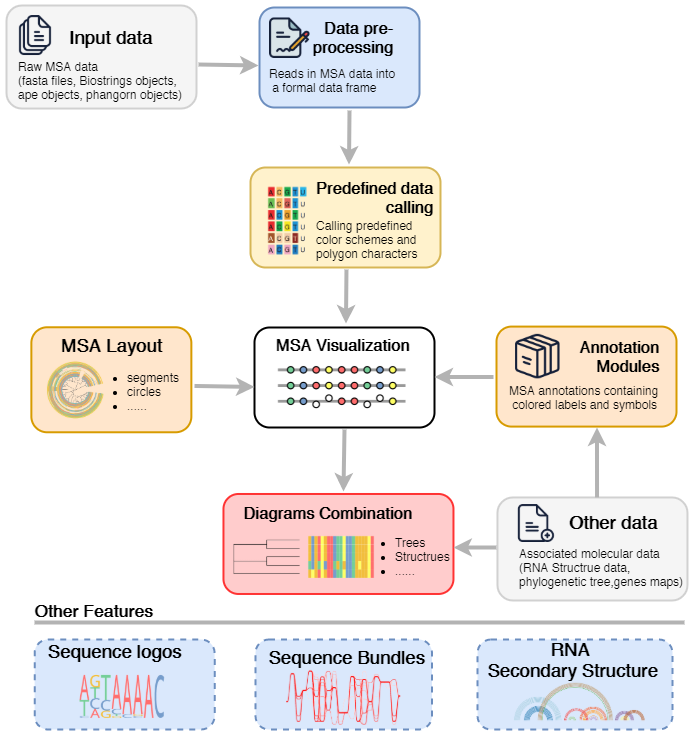 Input data
Raw MSA data
(fasta files, Biostrings objects,
ape objects, phangorn objects)
Data pre-
processing
Reads in MSA data into
a formal data frame
A C G T U
A C G T U
A C G T U
A C G T U
A C G T U
A C G T U
Predefined data
calling
Calling predefined
color schemes and
polygon characters
MSA Layout
segments
circles
......
MSA Visualization
Annotation
Modules
MSA annotations containing
colored labels and symbols
Diagrams Combination
Trees
Structrues
......
Other data
Associated molecular data
(RNA Structrue data,
phylogenetic tree,genes maps)
Other Features
Sequence logos
Sequence Bundles
RNA
Secondary Structure